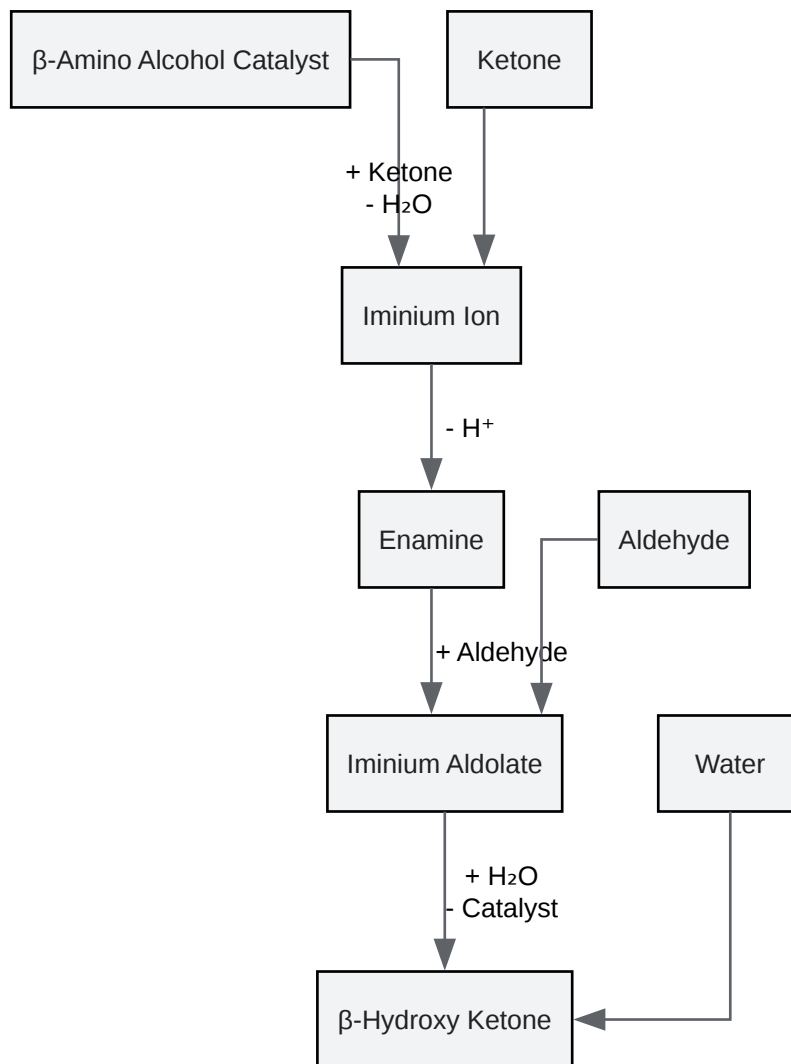 β-Amino Alcohol Catalyst
Ketone
+ Ketone
- H₂O
Iminium Ion
- H⁺
Enamine
Aldehyde
+ Aldehyde
Iminium Aldolate
Water
+ H₂O
- Catalyst
β-Hydroxy Ketone